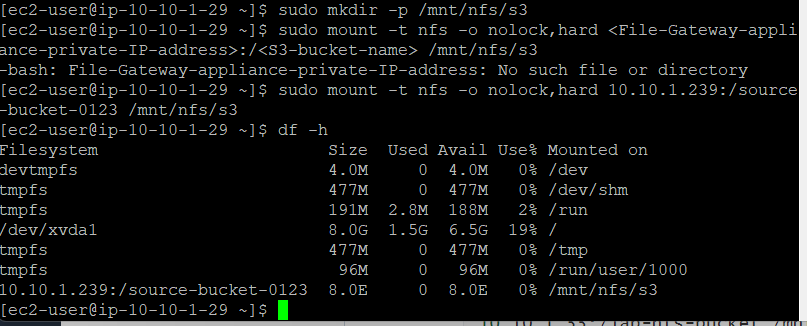 [ec2-user@ip-10-10-1-29 ~]$ sudo mkdir -p /mnt/nfs/s3
[ec2-user@ip-10-10-1-29 ~]$ sudo mount -t nfs -o nolock,hard <File-Gateway-appli
ance-private-IP-address>:/<S3-bucket-name> /mnt/nfs/s3
-bash: File-Gateway-appliance-private-IP-address: No such file or directory
[ec2-user@ip-10-10-1-29 ~]$ sudo mount -t nfs -o nolock,hard 10.10.1.239:/source
-bucket-0123 /mnt/nfs/s3
[ec2-user@ip-10-10-1-29 ~]$ df -h
Filesystem                       Size  Used Avail Use% Mounted on
devtmpfs                         4.0M     0  4.0M   0% /dev
tmpfs                            477M     0  477M   0% /dev/shm
tmpfs                            191M  2.8M  188M   2% /run
/dev/xvda1                       8.0G  1.5G  6.5G  19% /
tmpfs                            477M     0  477M   0% /tmp
tmpfs                             96M     0   96M   0% /run/user/1000
10.10.1.239:/source-bucket-0123  8.0E     0  8.0E   0% /mnt/nfs/s3
[ec2-user@ip-10-10-1-29 ~]$